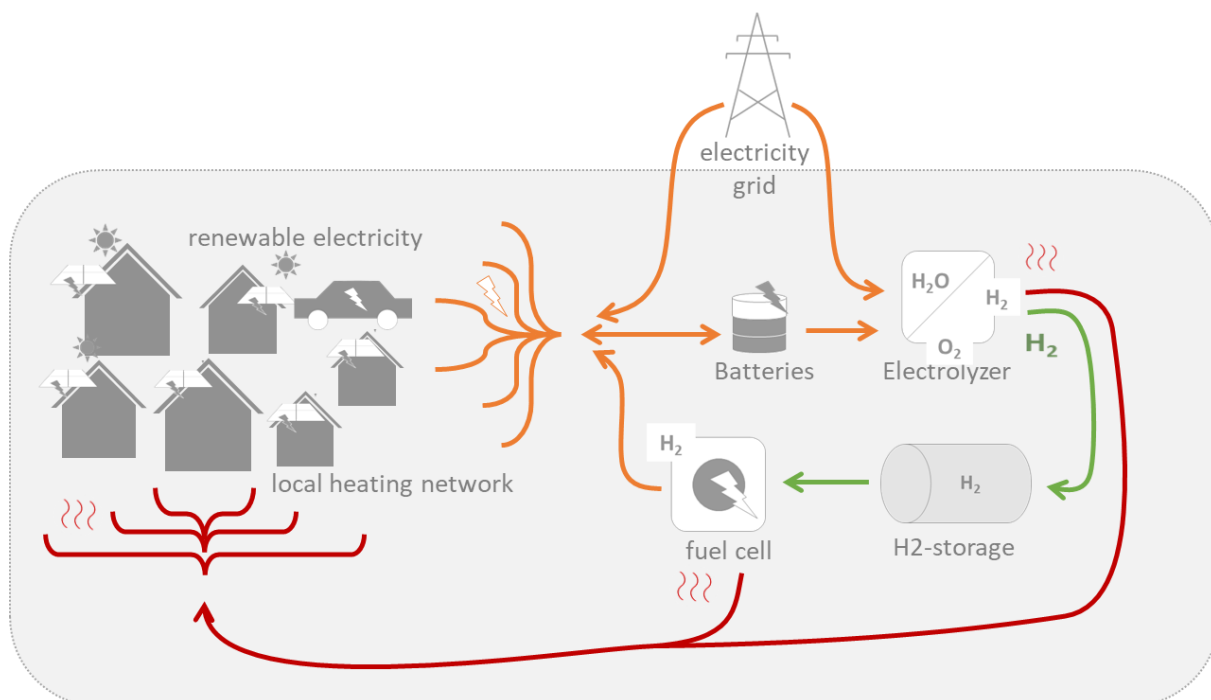 electricity
grid
renewable electricity
H₂O
H₂
O₂
H₂
Batteries
Electrolyzer
H₂
local heating network
H₂
fuel cell
H2-storage